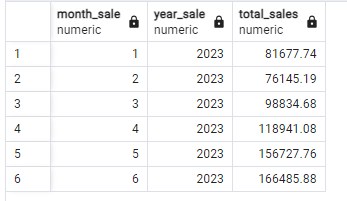 month_sale year_sale total_sales
numeric numeric numeric
1 1 2023 81677.74
2 2 2023 76145.19
3 3 2023 98834.68
4 4 2023 118941.08
5 5 2023 156727.76
6 6 2023 166485.88